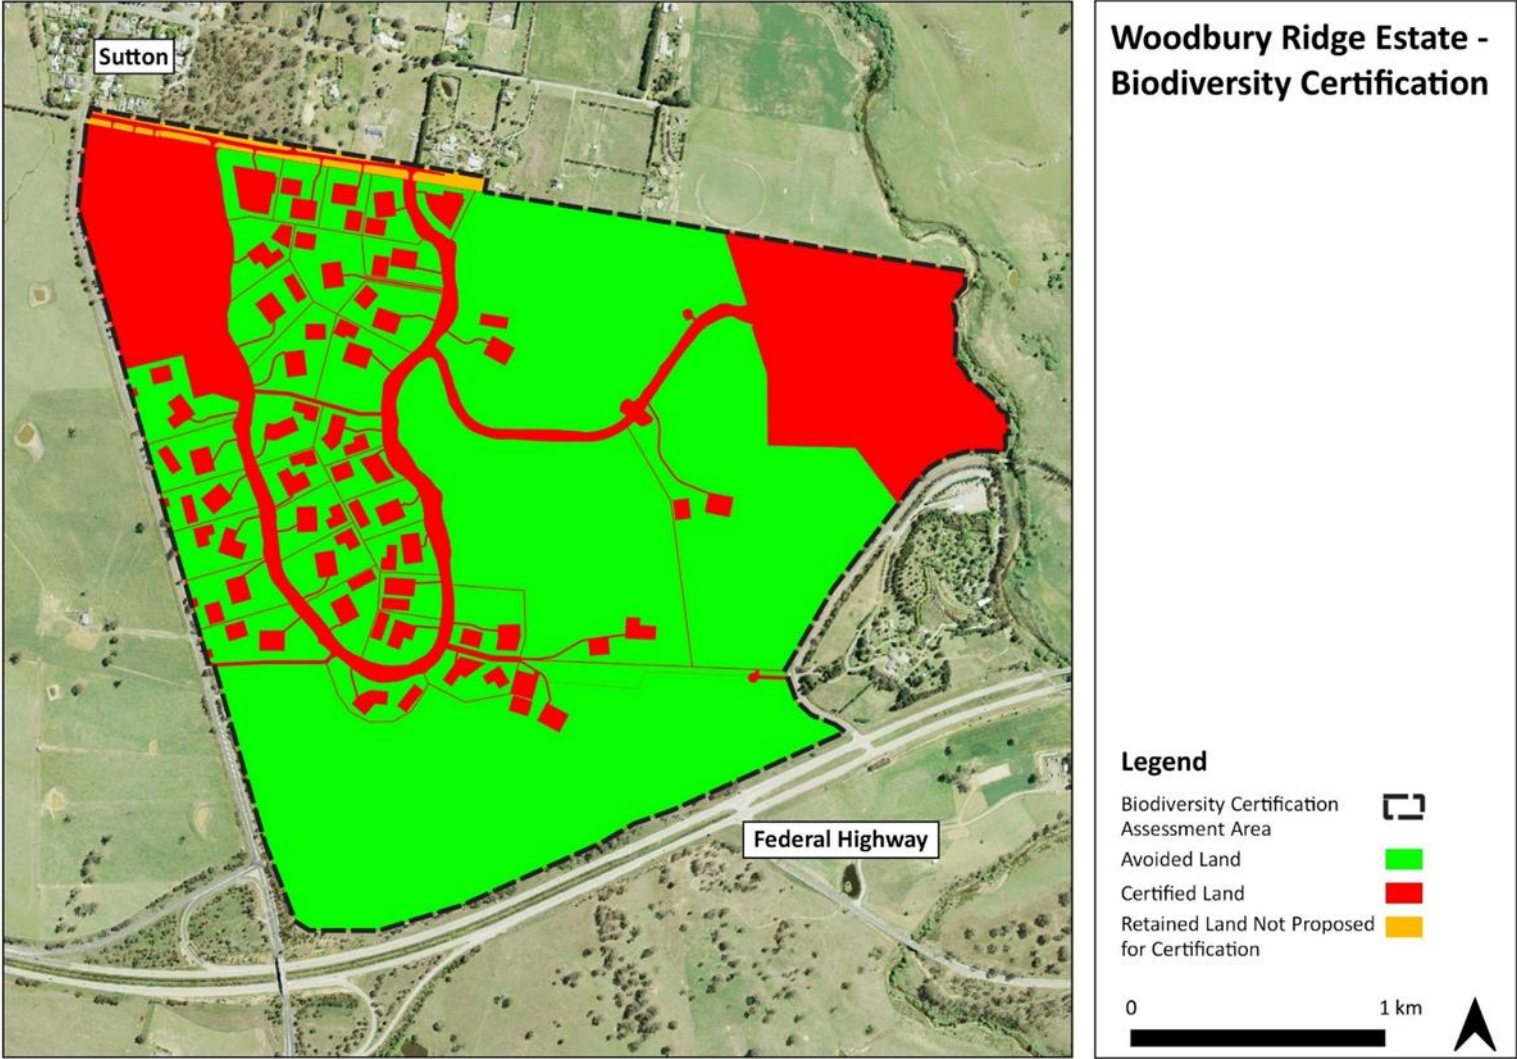 Sutton
Federal Highway
Woodbury Ridge Estate -
Biodiversity Certification
Legend
Biodiversity Certification
Assessment Area
Avoided Land
Certified Land
Retained Land Not Proposed
for Certification
0 1 km